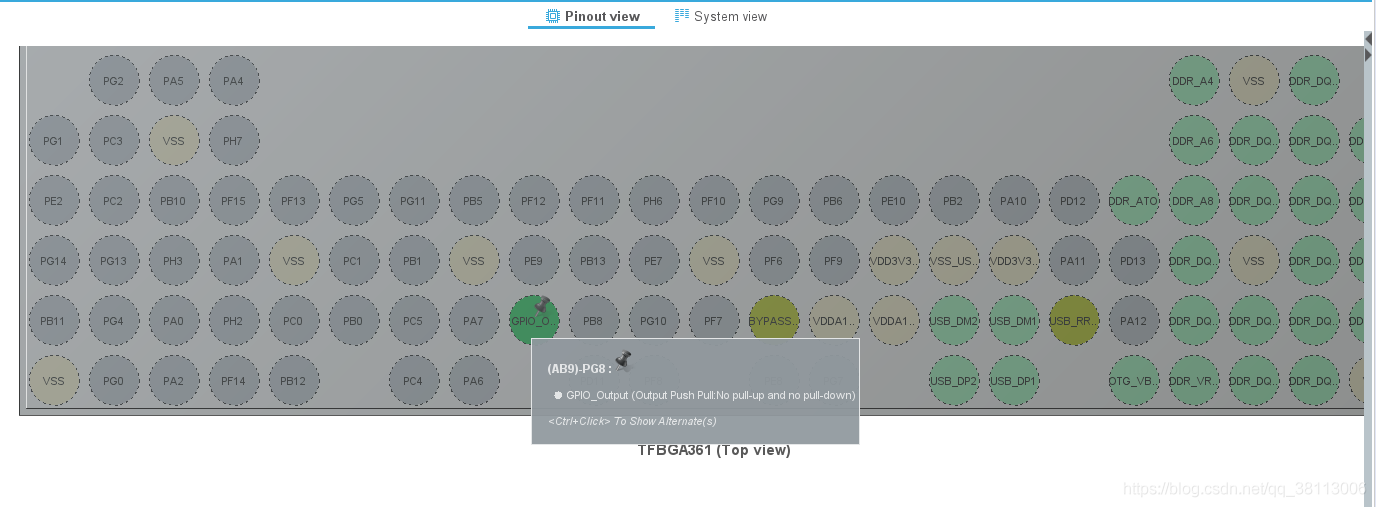 Pinout view System view
PG2 PA5 PA4 DDR_A4 VSS DDR_DQ..
PG1 PC3 VSS PH7 DDR_A6 DDR_DQ.. DDR_DQ..
PE2 PC2 PB10 PF15 PF13 PG5 PG11 PB5 PF12 PF11 PH6 PF10 PG9 PB6 PE10 PB2 PA10 PD12 DDR_ATO DDR_A8 DDR_DQ.. DDR_DQ..
PG14 PG13 PH3 PA1 VSS PC1 PB1 VSS PE9 PB13 PE7 VSS PF6 PF9 VDD3V3.. VSS_US.. VDD3V3.. PA11 PD13 DDR_DQ.. VSS DDR_DQ..
PB11 PG4 PA0 PH2 PC0 PB0 PC5 PA7 GPIO_O.. PB8 PG10 PF7 BYPASS.. VDDA1.. VDDA1.. USB_DM2 USB_DM1 USB_RR.. PA12 DDR_DQ.. DDR_DQ.. DDR_DQ..
VSS PG0 PA2 PF14 PB12 PC4 PA6 USB_DP2 USB_DP1 OTG_VB.. DDR_VR.. DDR_DQ.. DDR_DQ..
(AB9)-PG8 :
GPIO_Output (Output Push Pull:No pull-up and no pull-down)
<Ctrl+Click> To Show Alternate(s)
TFBGA361 (Top view)
https://blog.csdn.net/qq_38113006